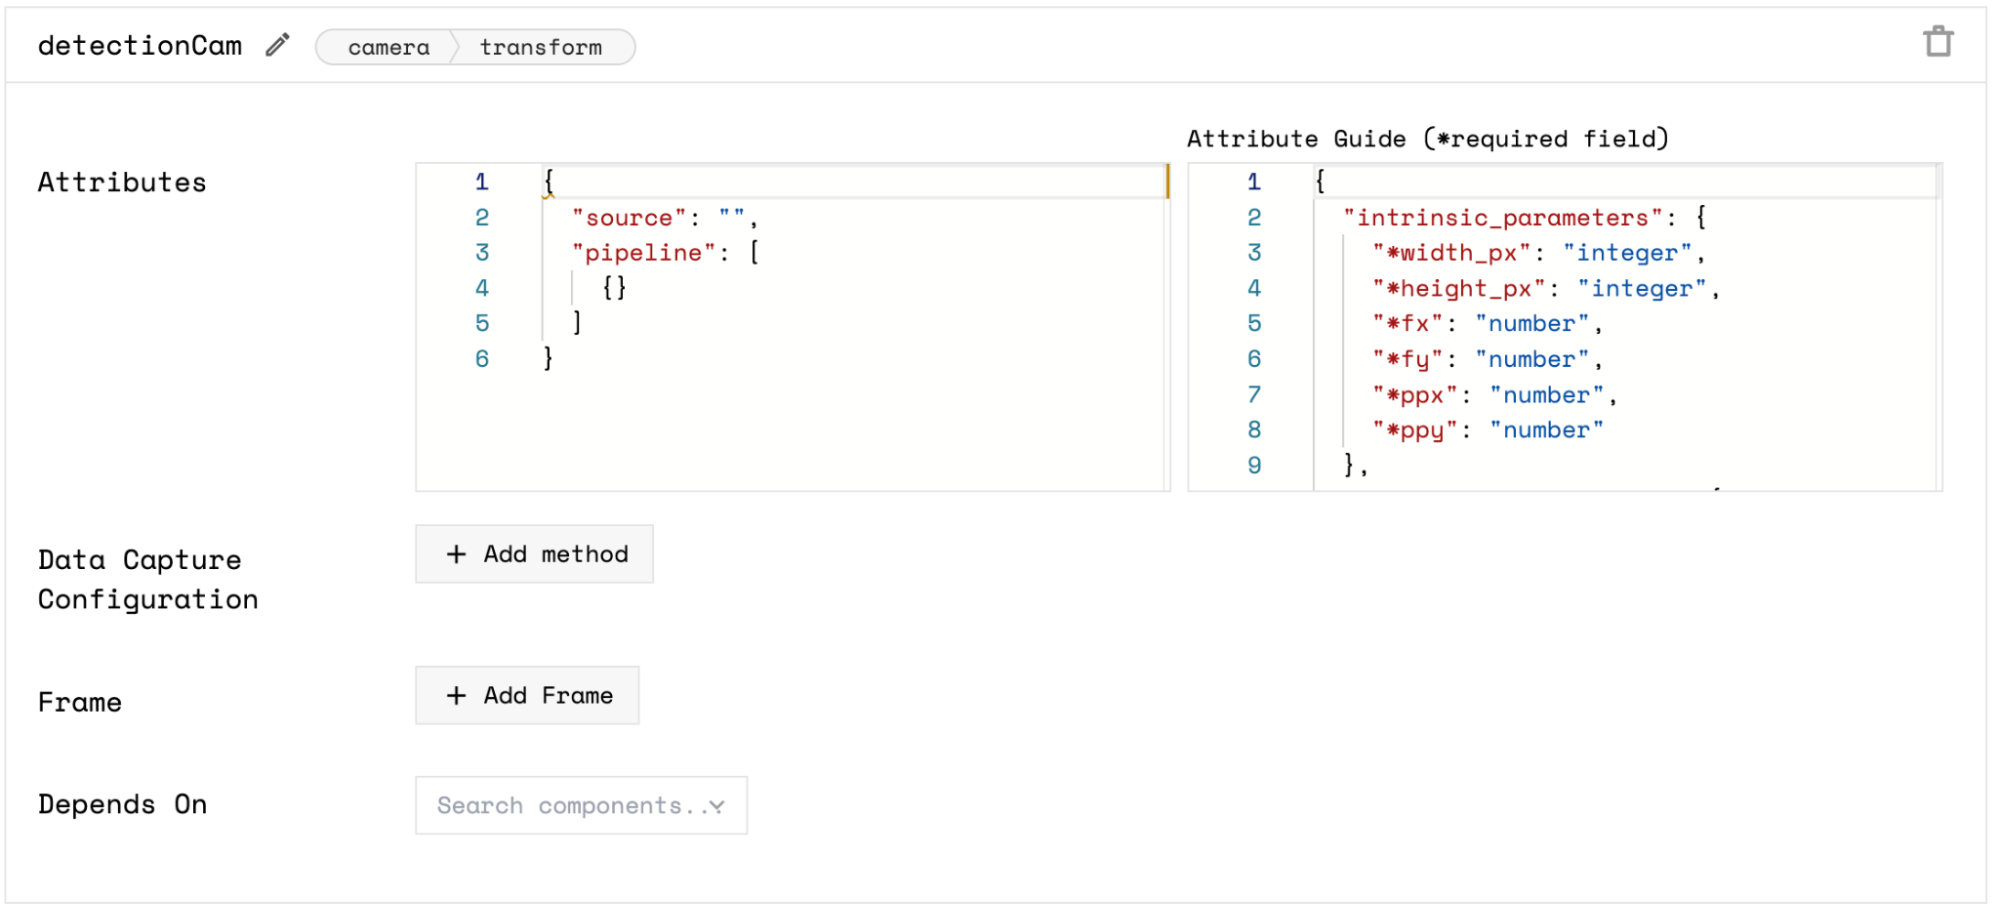 detectionCam camera transform
Attribute Guide (*required field)
Attributes
1 {
2 "source": "",
3 "pipeline": [
4 {}
5 ]
6 }
1 {
2 "intrinsic_parameters": {
3 "*width_px": "integer",
4 "*height_px": "integer",
5 "*fx": "number",
6 "*fy": "number",
7 "*ppx": "number",
8 "*ppy": "number"
9 },
Data Capture
Configuration
+ Add method
Frame
+ Add Frame
Depends On
Search components...